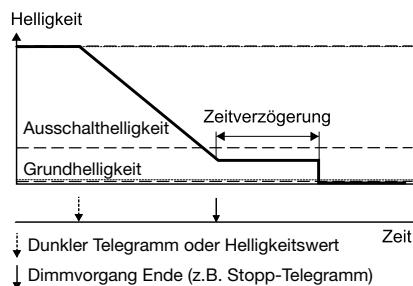 Helligkeit
Zeitverzögerung
Ausschalthelligkeit
Grundhelligkeit
Dunkler Telegramm oder Helligkeitswert
Zeit
Dimmvorgang Ende (z.B. Stopp-Telegramm)